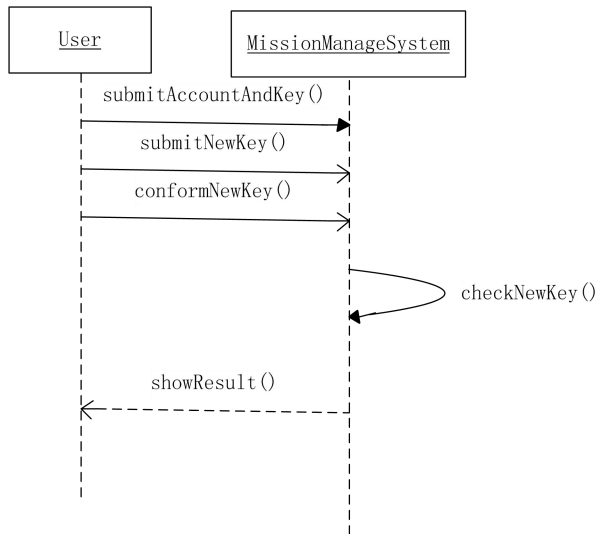 User
MissionManageSystem
submitAccountAndKey()
submitNewKey()
conformNewKey()
checkNewKey()
showResult()